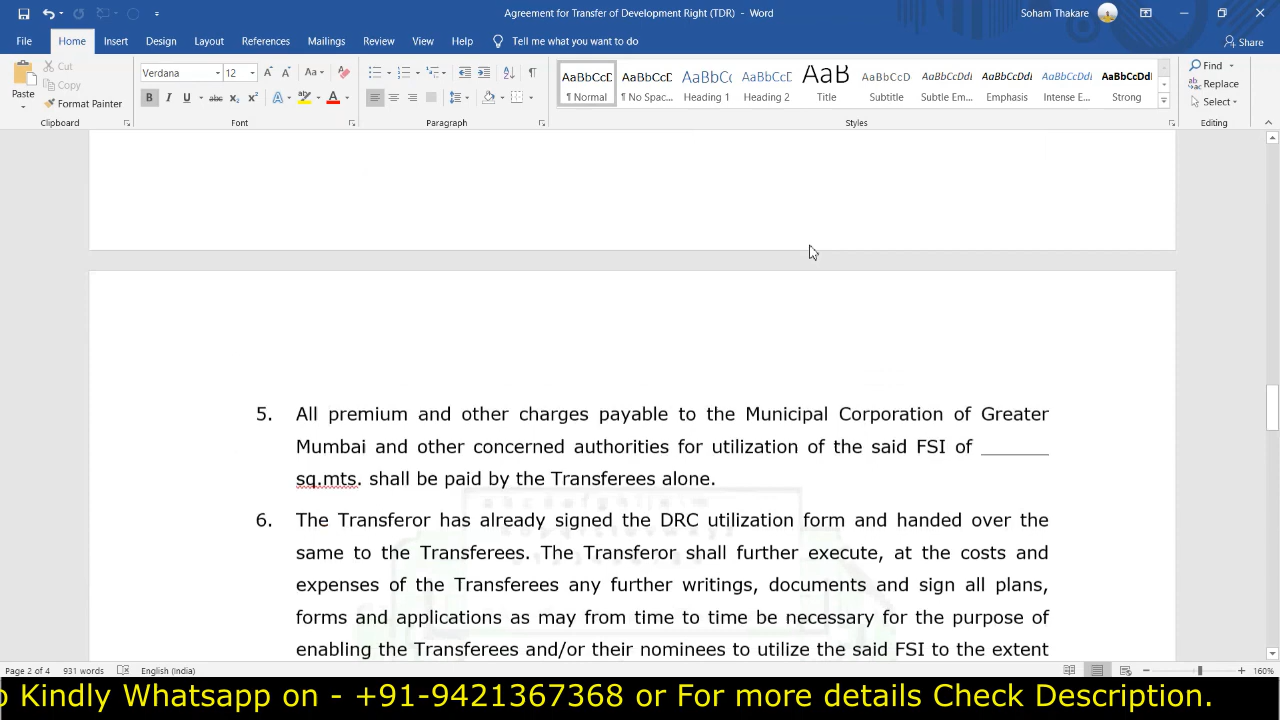 Agreement for Transfer of Development Right (TDR) - Word
Soham Thakare
File Home Insert Design Layout References Mailings Review View Help Tell me what you want to do Share
Paste
Cut
Copy
Format Painter
Clipboard
Verdana 12
Font
Paragraph
AaBbCcD AaBbCcD AaBbC AaBbCcD AaB AaBbCcD AaBbCcDd AaBbCcDd AaBbCcDd AaBbCcD
¶ Normal ¶ No Spac... Heading 1 Heading 2 Title Subtitle Subtle Em... Emphasis Intense E... Strong
Styles
Find
Replace
Select
Editing
5. All premium and other charges payable to the Municipal Corporation of Greater
Mumbai and other concerned authorities for utilization of the said FSI of ______
sq.mts. shall be paid by the Transferees alone.
6. The Transferor has already signed the DRC utilization form and handed over the
same to the Transferees. The Transferor shall further execute, at the costs and
expenses of the Transferees any further writings, documents and sign all plans,
forms and applications as may from time to time be necessary for the purpose of
enabling the Transferees and/or their nominees to utilize the said FSI to the extent
Page 2 of 4 931 words English (India) 160%
Kindly Whatsapp on - +91-9421367368 or For more details Check Description.